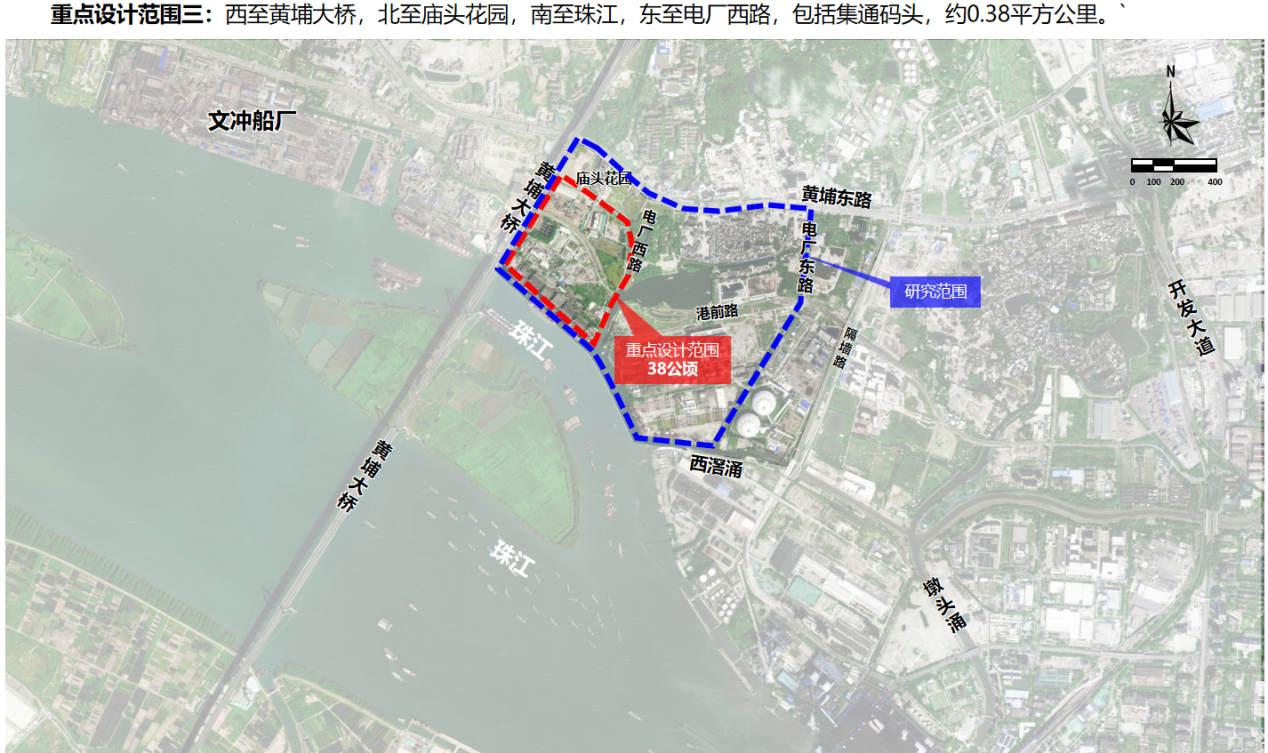 重点设计范围三：西至黄埔大桥，北至庙头花园，南至珠江，东至电厂西路，包括集通码头，约0.38平方公里。`
N
文冲船厂
0 100 200 400
黄埔大桥
庙头花园
黄埔东路
电厂西路
电厂东路
研究范围
开发大道
港前路
珠江
隔墙路
重点设计范围
38公顷
黄埔大桥
西滘涌
珠江
墩头涌